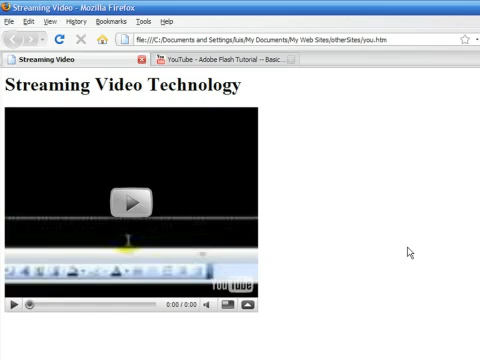 Streaming Video - Mozilla Firefox
File Edit View History Bookmarks Tools Help
file:///C:/Documents and Settings/luis/My Documents/My Web Sites/otherSites/you.htm
Streaming Video
YouTube - Adobe Flash Tutorial -- Basic...
Streaming Video Technology
YouTube
0:00 / 0:00